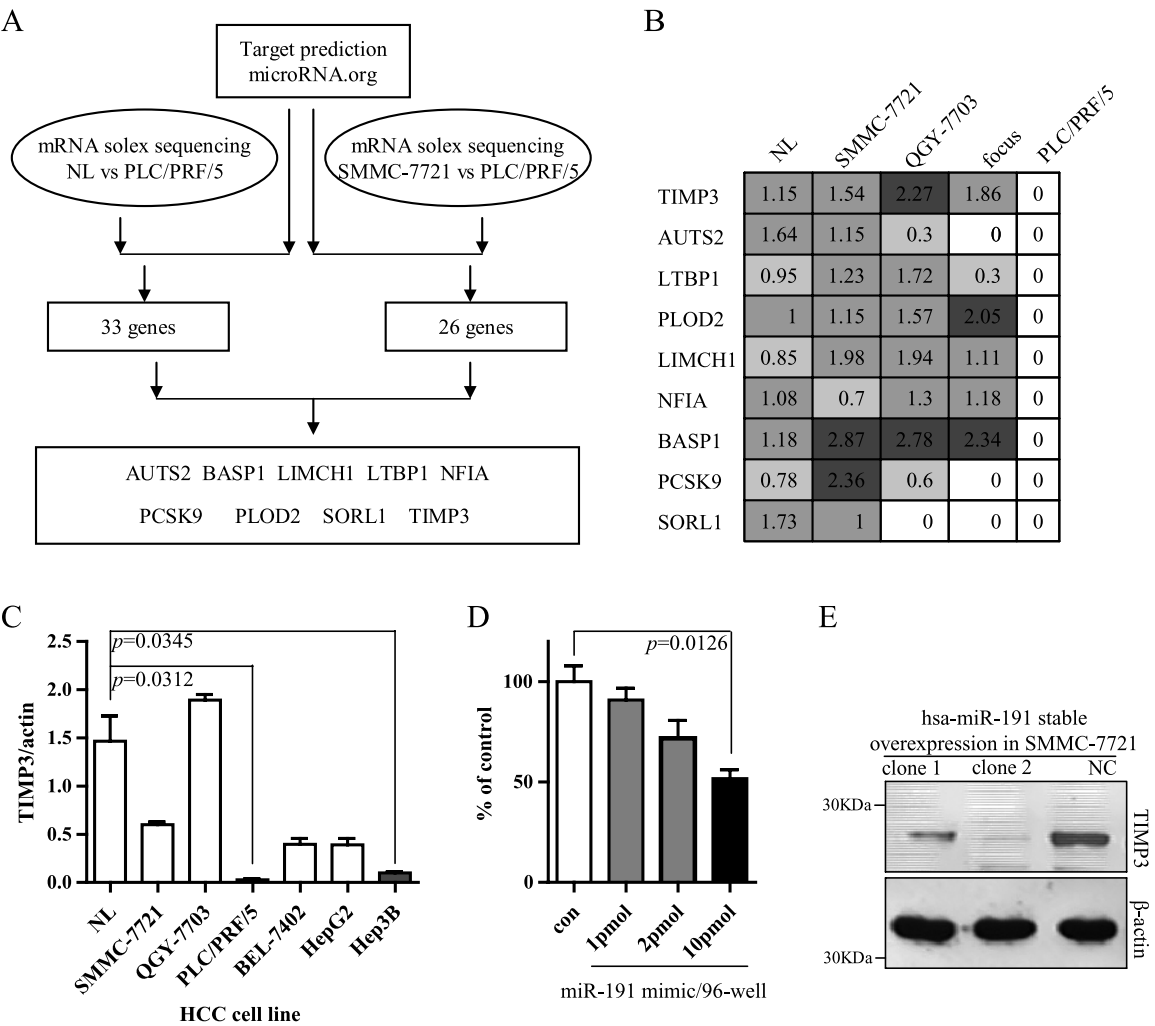 A
Target prediction
microRNA.org
mRNA solex sequencing
NL vs PLC/PRF/5
mRNA solex sequencing
SMMC-7721 vs PLC/PRF/5
33 genes
26 genes
AUTS2 BASP1 LIMCH1 LTBP1 NFIA
PCSK9 PLOD2 SORL1 TIMP3
B
NL SMMC-7721 QGY-7703 focus PLC/PRF/5
TIMP3 1.15 1.54 2.27 1.86 0
AUTS2 1.64 1.15 0.3 0 0
LTBP1 0.95 1.23 1.72 0.3 0
PLOD2 1 1.15 1.57 2.05 0
LIMCH1 0.85 1.98 1.94 1.11 0
NFIA 1.08 0.7 1.3 1.18 0
BASP1 1.18 2.87 2.78 2.34 0
PCSK9 0.78 2.36 0.6 0 0
SORL1 1.73 1 0 0 0
C
TIMP3/actin
2.5
2.0
1.5
1.0
0.5
0.0
p=0.0345
p=0.0312
NL SMMC-7721 QGY-7703 PLC/PRF/5 BEL-7402 HepG2 Hep3B
HCC cell line
D
% of control
100
50
0
p=0.0126
con 1pmol 2pmol 10pmol
miR-191 mimic/96-well
E
hsa-miR-191 stable
overexpression in SMMC-7721
clone 1 clone 2 NC
30KDa
TIMP3
β-actin
30KDa